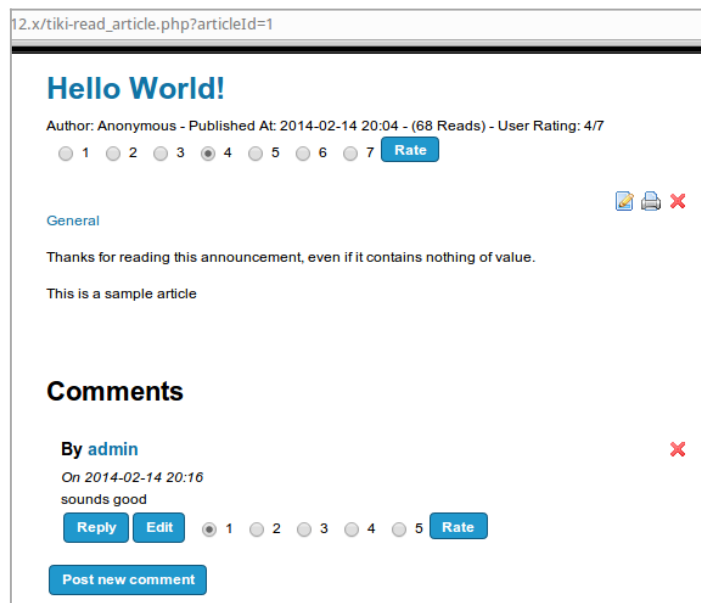 12.x/tiki-read_article.php?articleId=1
Hello World!
Author: Anonymous - Published At: 2014-02-14 20:04 - (68 Reads) - User Rating: 4/7
1 2 3 4 5 6 7 Rate
General
Thanks for reading this announcement, even if it contains nothing of value.
This is a sample article
Comments
By admin
On 2014-02-14 20:16
sounds good
Reply Edit 1 2 3 4 5 Rate
Post new comment